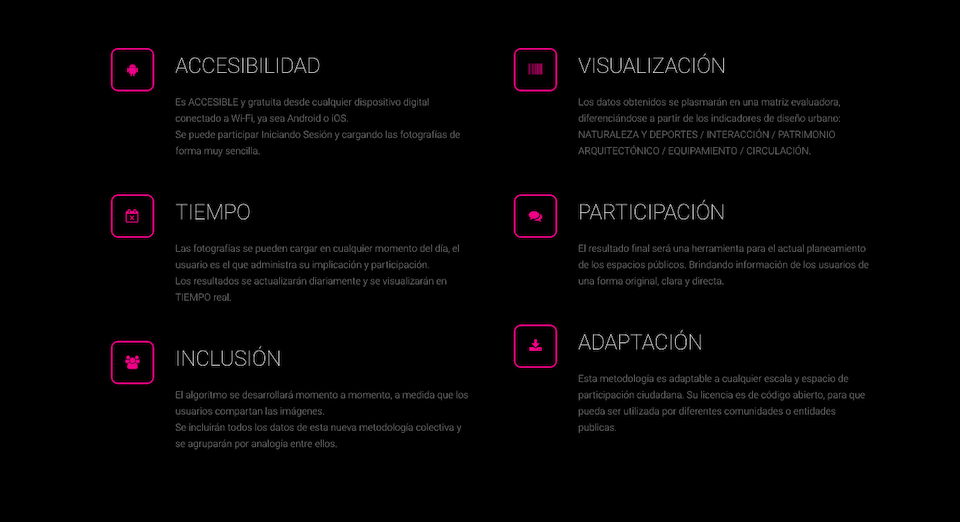 ACCESIBILIDAD
Es ACCESIBLE y gratuita desde cualquier dispositivo digital
conectado a Wi-Fi, ya sea Android o iOS.
Se puede participar Iniciando Sesión y cargando las fotografías de
forma muy sencilla.
TIEMPO
Las fotografías se pueden cargar en cualquier momento del día, el
usuario es el que administra su implicación y participación.
Los resultados se actualizarán diariamente y se visualizarán en
TIEMPO real.
INCLUSIÓN
El algoritmo se desarrollará momento a momento, a medida que los
usuarios compartan las imágenes.
Se incluirán todos los datos de esta nueva metodología colectiva y
se agruparán por analogía entre ellos.
VISUALIZACIÓN
Los datos obtenidos se plasmarán en una matriz evaluadora,
diferenciándose a partir de los indicadores de diseño urbano:
NATURALEZA Y DEPORTES / INTERACCIÓN / PATRIMONIO
ARQUITECTÓNICO / EQUIPAMIENTO / CIRCULACIÓN.
PARTICIPACIÓN
El resultado final será una herramienta para el actual planeamiento
de los espacios públicos. Brindando información de los usuarios de
una forma original, clara y directa.
ADAPTACIÓN
Esta metodología es adaptable a cualquier escala y espacio de
participación ciudadana. Su licencia es de código abierto, para que
pueda ser utilizada por diferentes comunidades o entidades
publicas.